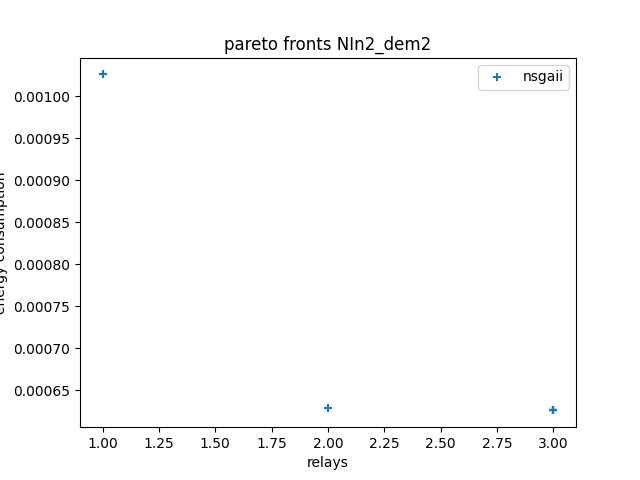 pareto fronts NIn2_dem2
nsgaii
energy consumption
0.00100
0.00095
0.00090
0.00085
0.00080
0.00075
0.00070
0.00065
1.00 1.25 1.50 1.75 2.00 2.25 2.50 2.75 3.00
relays